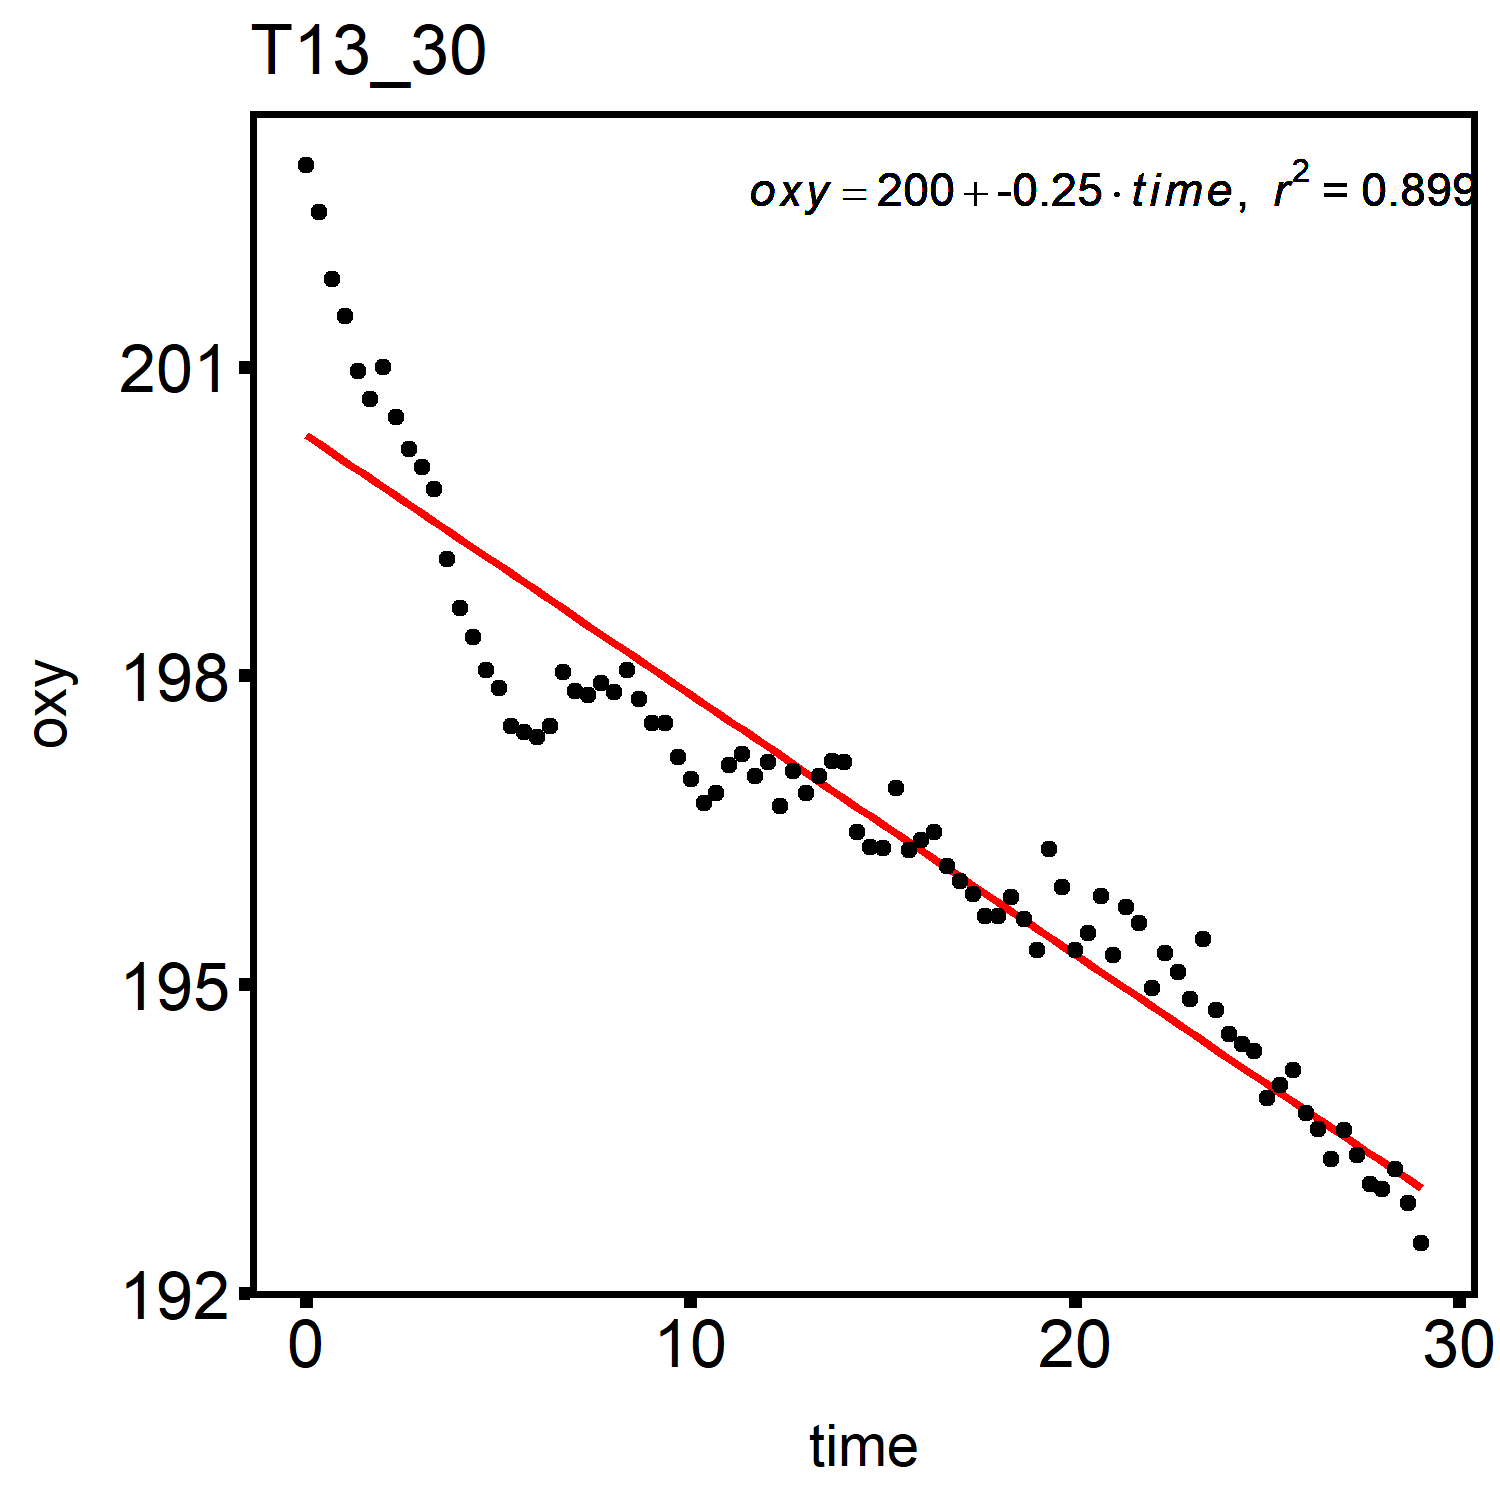 T13_30
oxy = 200 + -0.25 · time, r² = 0.899
201
198
195
192
oxy
0 10 20 30
time